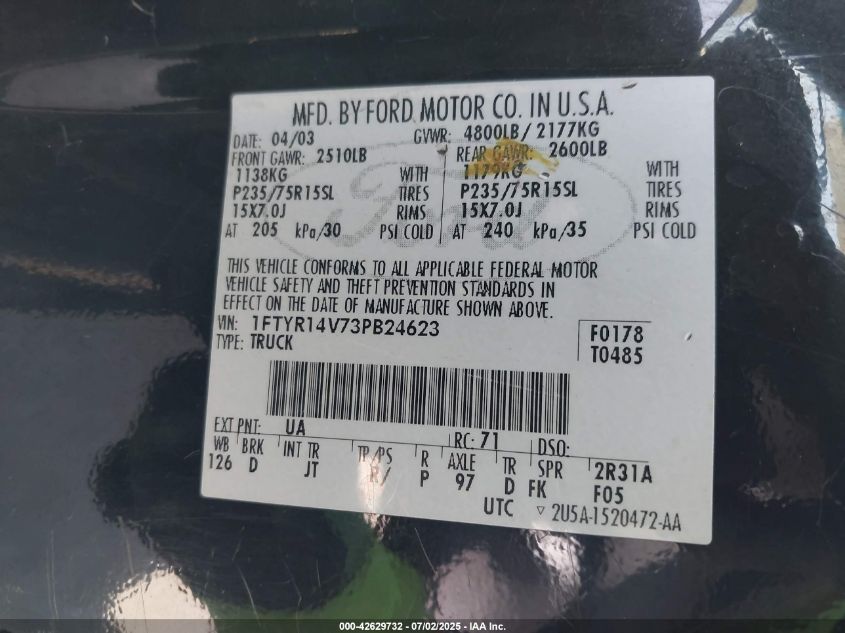 MFD. BY FORD MOTOR CO. IN U.S.A.
DATE: 04/03 GVWR: 4800LB/ 2177KG
FRONT GAWR: 2510LB REAR GAWR: 2600LB
1138KG WITH 1179KG WITH
P235/75R15SL TIRES P235/75R15SL TIRES
15X7.0J RIMS 15X7.0J RIMS
AT 205 kPa/30 PSI COLD AT 240 kPa/35 PSI COLD
Ford
THIS VEHICLE CONFORMS TO ALL APPLICABLE FEDERAL MOTOR
VEHICLE SAFETY AND THEFT PREVENTION STANDARDS IN
EFFECT ON THE DATE OF MANUFACTURE SHOWN ABOVE.
VIN: 1FTYR14V73PB24623 F0178
TYPE: TRUCK T0485
EXT PNT: UA RC: 71 DSO:
WB BRK INT TR TP/PS R AXLE TR SPR 2R31A
126 D JT R/ P 97 D FK F05
UTC ▽ 2U5A-1520472-AA
000-42629732 - 07/02/2025 - IAA Inc.